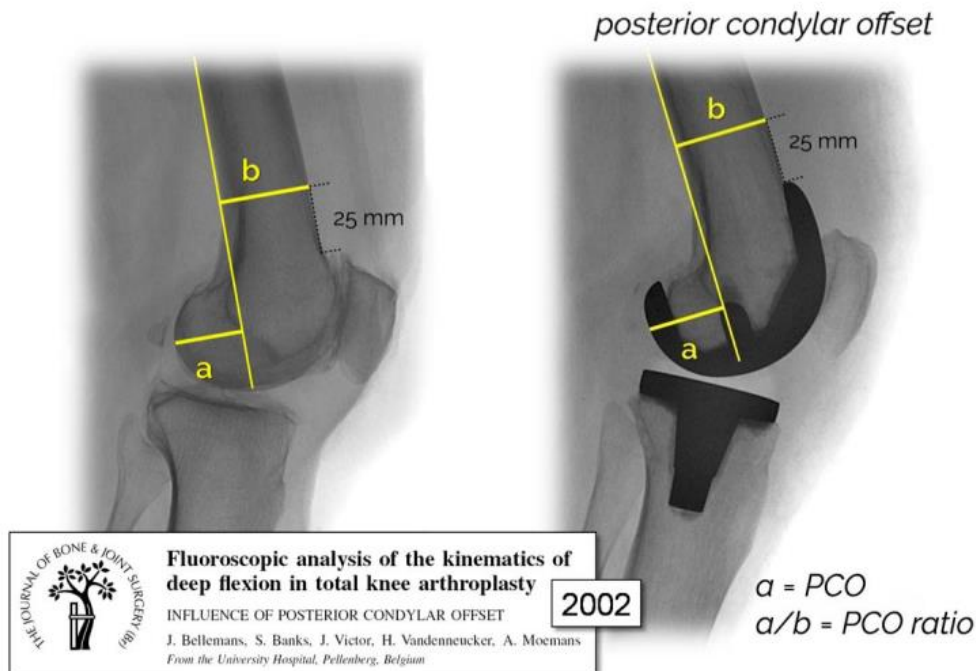 posterior condylar offset
b
25 mm
a
b
25 mm
a
THE JOURNAL OF BONE & JOINT SURGERY (Br)
Fluoroscopic analysis of the kinematics of
deep flexion in total knee arthroplasty
INFLUENCE OF POSTERIOR CONDYLAR OFFSET
J. Bellemans, S. Banks, J. Victor, H. Vandenneucker, A. Moemans
From the University Hospital, Pellenberg, Belgium
2002
a = PCO
a/b = PCO ratio